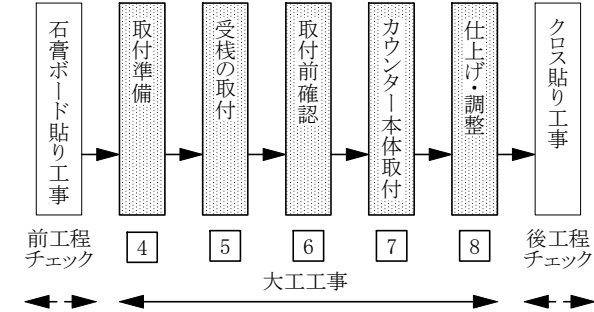 石膏ボード貼り工事
取付準備
受桟の取付
取付前確認
カウンター本体取付
仕上げ・調整
クロス貼り工事
前工程
チェック
4
5
6
7
8
後工程
チェック
大工工事